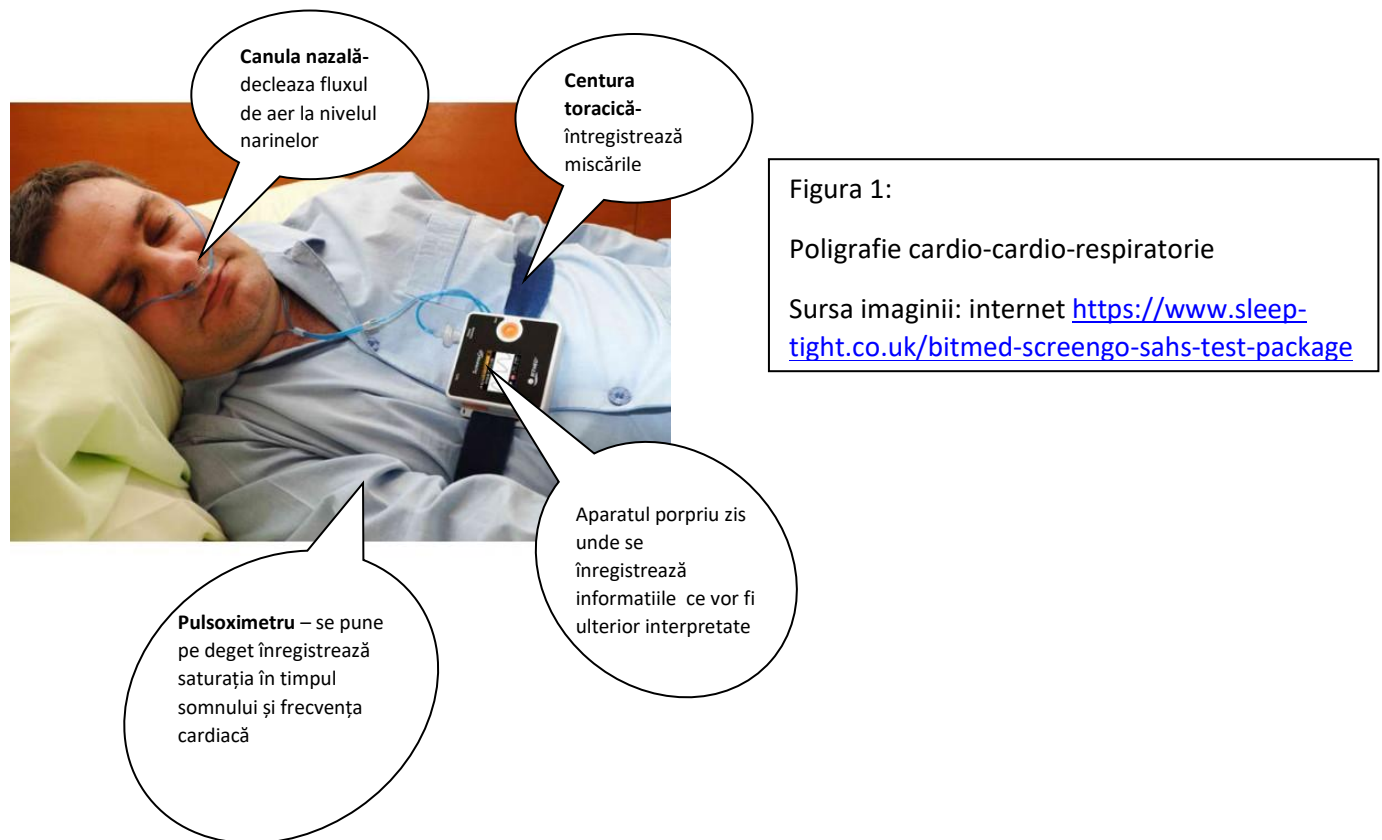 Canula nazală-
decleaza fluxul
de aer la nivelul
narinelor
Centura
toracică-
întregistrează
miscările
Figura 1:
Poligrafie cardio-cardio-respiratorie
Sursa imaginii: internet https://www.sleep-
tight.co.uk/bitmed-screengo-sahs-test-package
Aparatul porpriu zis
unde se
înregistrează
informatiile ce vor fi
ulterior interpretate
Pulsoximetru – se pune
pe deget înregistrează
saturația în timpul
somnului și frecvența
cardiacă